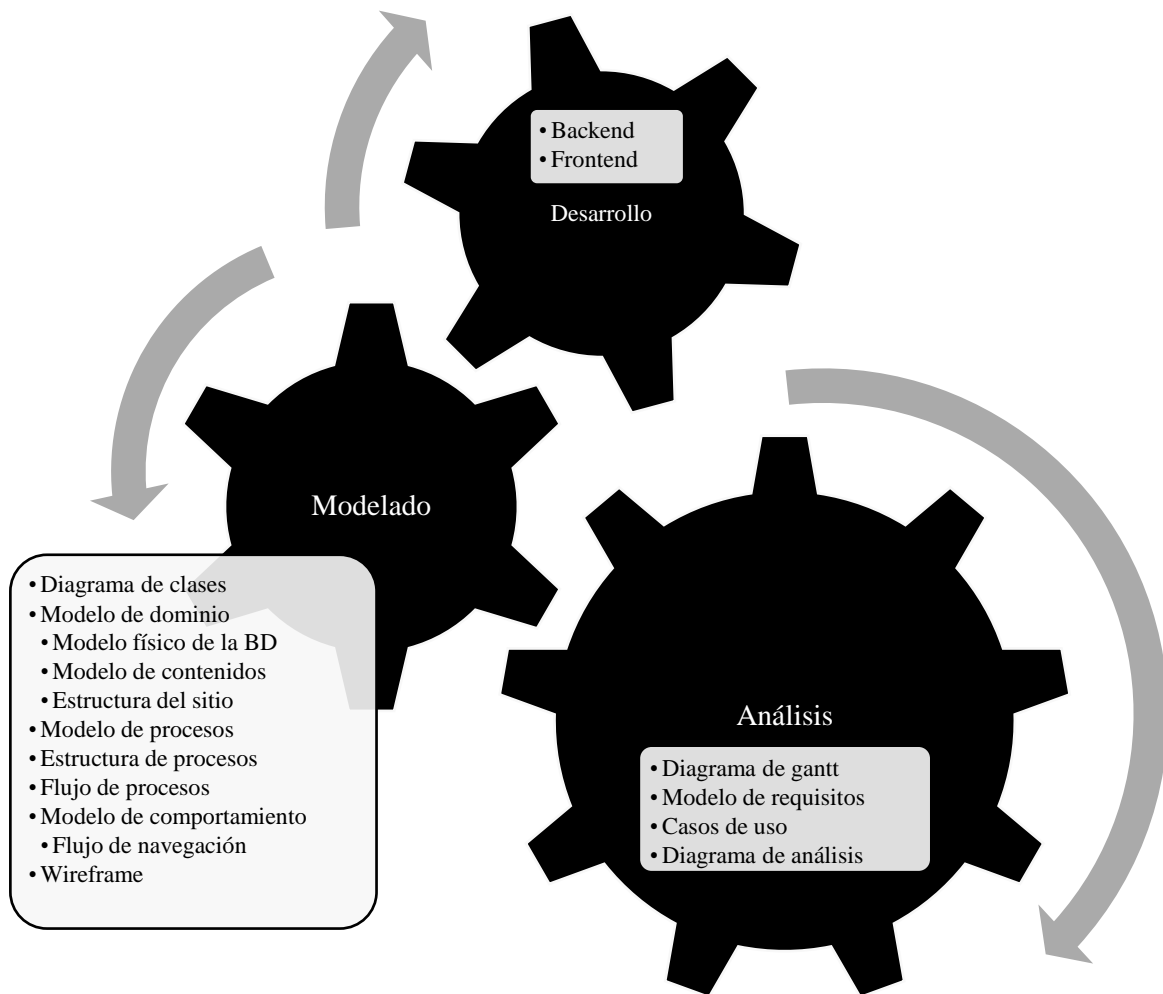 • Backend
• Frontend
Desarrollo
Modelado
• Diagrama de clases
• Modelo de dominio
• Modelo físico de la BD
• Modelo de contenidos
• Estructura del sitio
• Modelo de procesos
• Estructura de procesos
• Flujo de procesos
• Modelo de comportamiento
• Flujo de navegación
• Wireframe
Análisis
• Diagrama de gantt
• Modelo de requisitos
• Casos de uso
• Diagrama de análisis